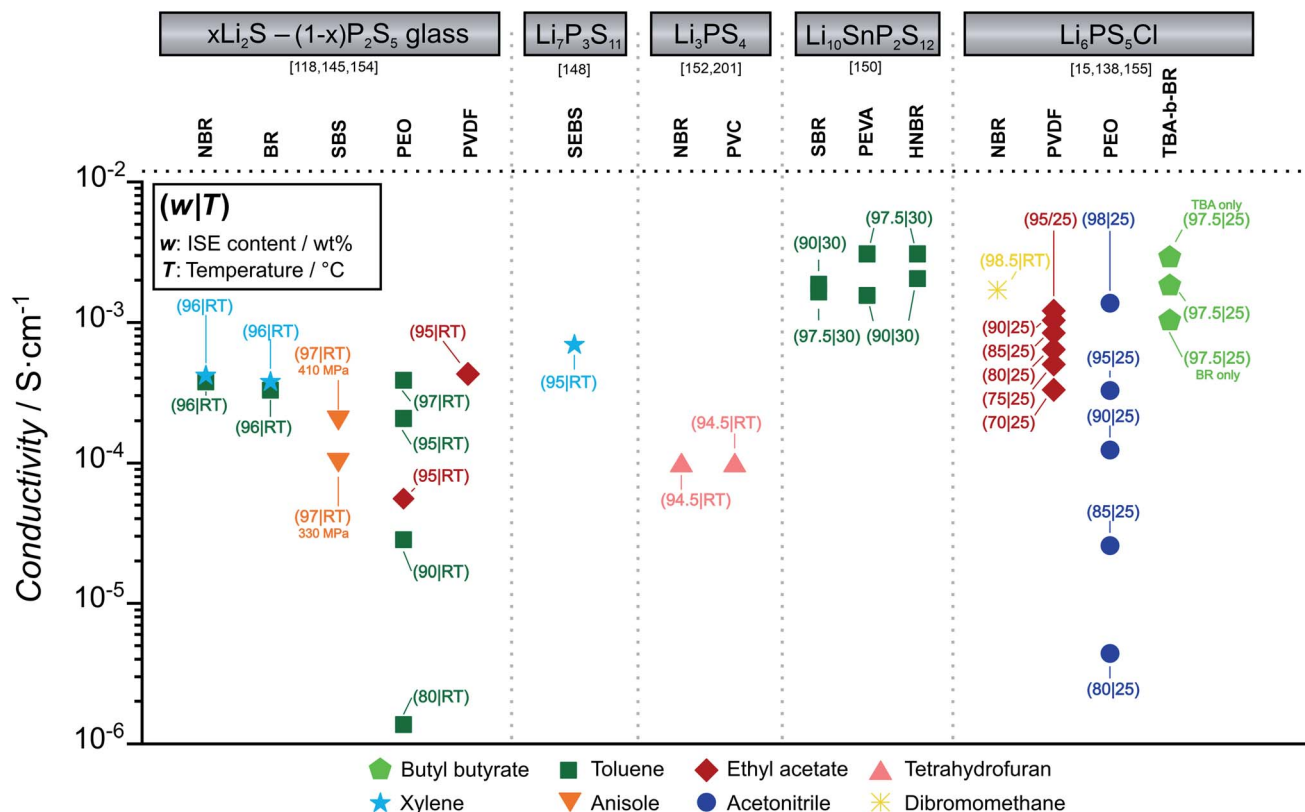 xLi₂S – (1-x)P₂S₅ glass
Li₇P₃S₁₁
Li₃PS₄
Li₁₀SnP₂S₁₂
Li₆PS₅Cl
[118,145,154]
[148]
[152,201]
[150]
[15,138,155]
NBR
BR
SBS
PEO
PVDF
SEBS
NBR
PVC
SBR
PEVA
HNBR
NBR
PVDF
PEO
TBA-b-BR
Conductivity / S·cm⁻¹
10⁻²
10⁻³
10⁻⁴
10⁻⁵
10⁻⁶
(w|T)
w: ISE content / wt%
T: Temperature / °C
(96|RT)
(96|RT)
(96|RT)
(96|RT)
(97|RT)
410 MPa
(97|RT)
330 MPa
(97|RT)
(95|RT)
(95|RT)
(90|RT)
(80|RT)
(95|RT)
(95|RT)
(94.5|RT)
(94.5|RT)
(90|30)
(97.5|30)
(97.5|30)
(90|30)
(98.5|RT)
(95/25)
(90|25)
(85|25)
(80|25)
(75|25)
(70|25)
(98|25)
(95|25)
(90|25)
(85|25)
(80|25)
TBA only
(97.5|25)
(97.5|25)
(97.5|25)
BR only
Butyl butyrate
Toluene
Ethyl acetate
Tetrahydrofuran
Xylene
Anisole
Acetonitrile
Dibromomethane